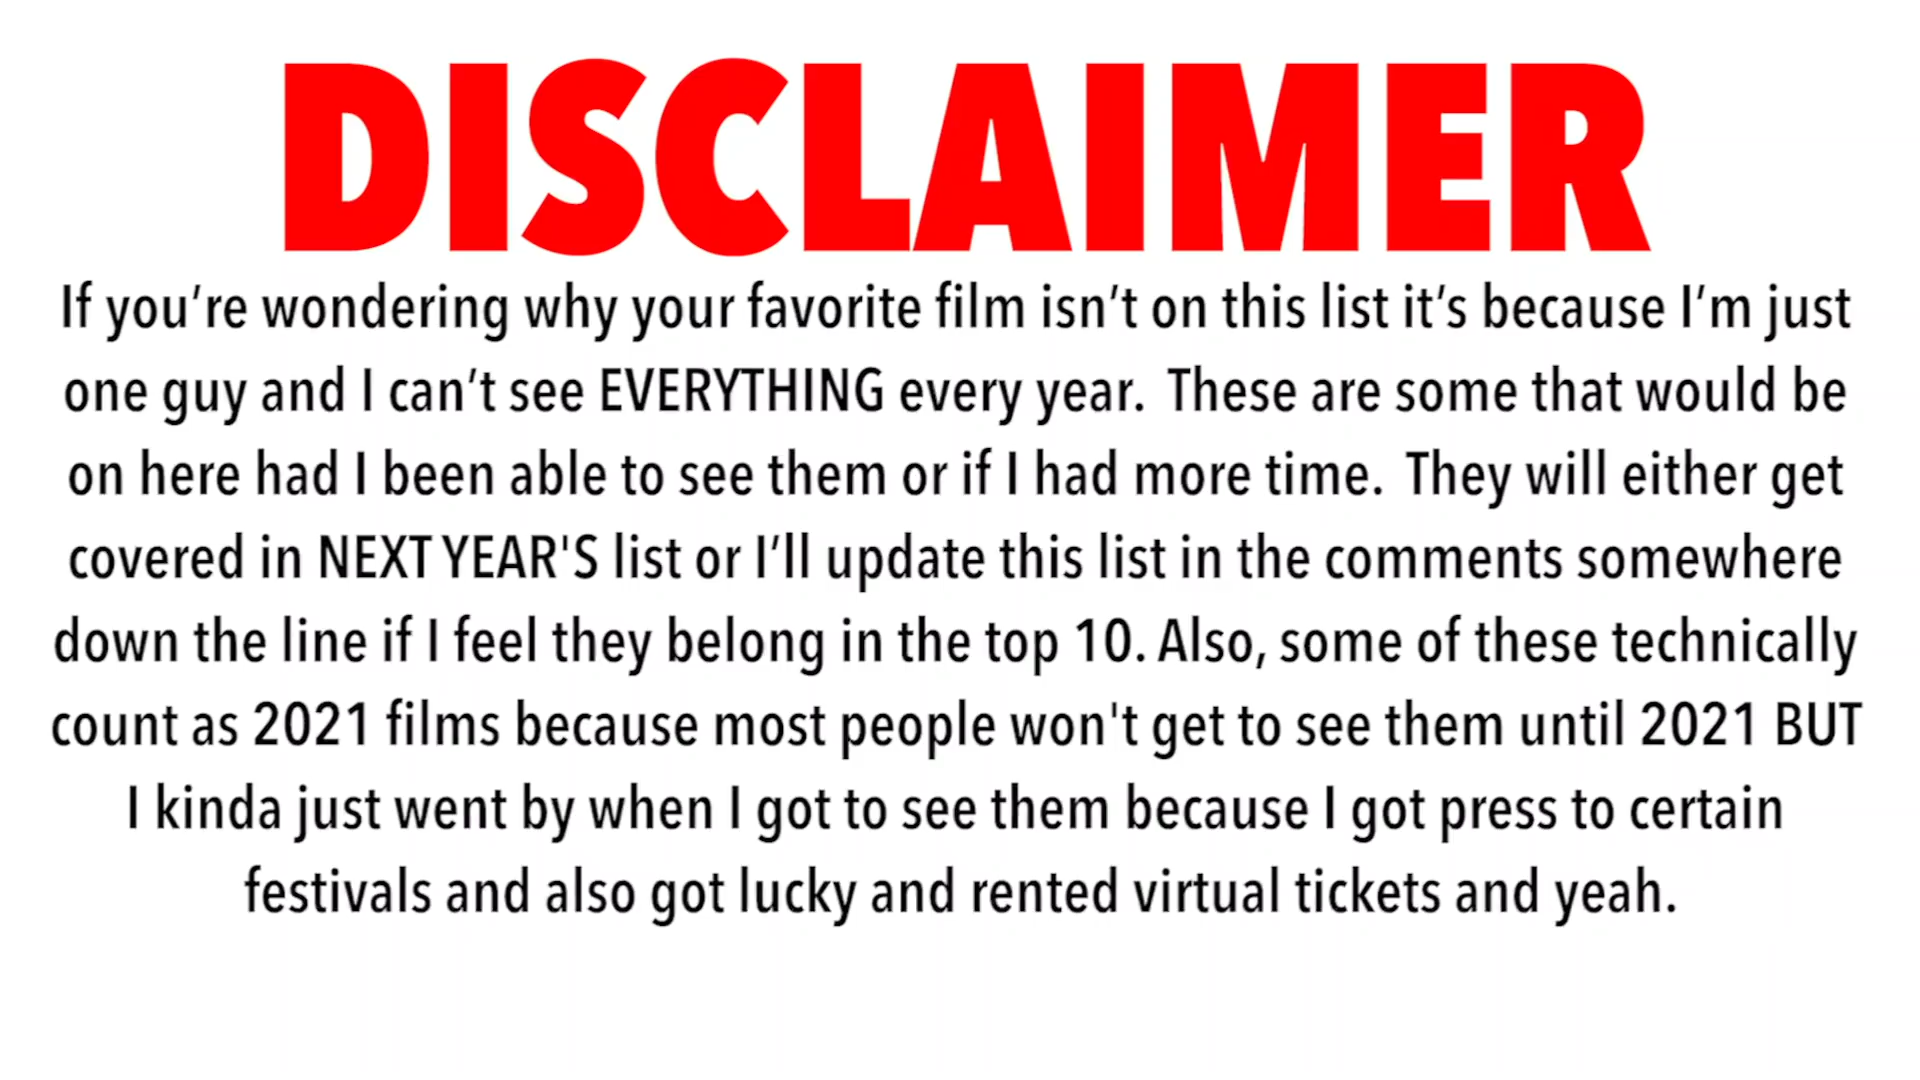 DISCLAIMER
If you’re wondering why your favorite film isn’t on this list it’s because I’m just
one guy and I can’t see EVERYTHING every year. These are some that would be
on here had I been able to see them or if I had more time. They will either get
covered in NEXT YEAR'S list or I’ll update this list in the comments somewhere
down the line if I feel they belong in the top 10. Also, some of these technically
count as 2021 films because most people won't get to see them until 2021 BUT
I kinda just went by when I got to see them because I got press to certain
festivals and also got lucky and rented virtual tickets and yeah.